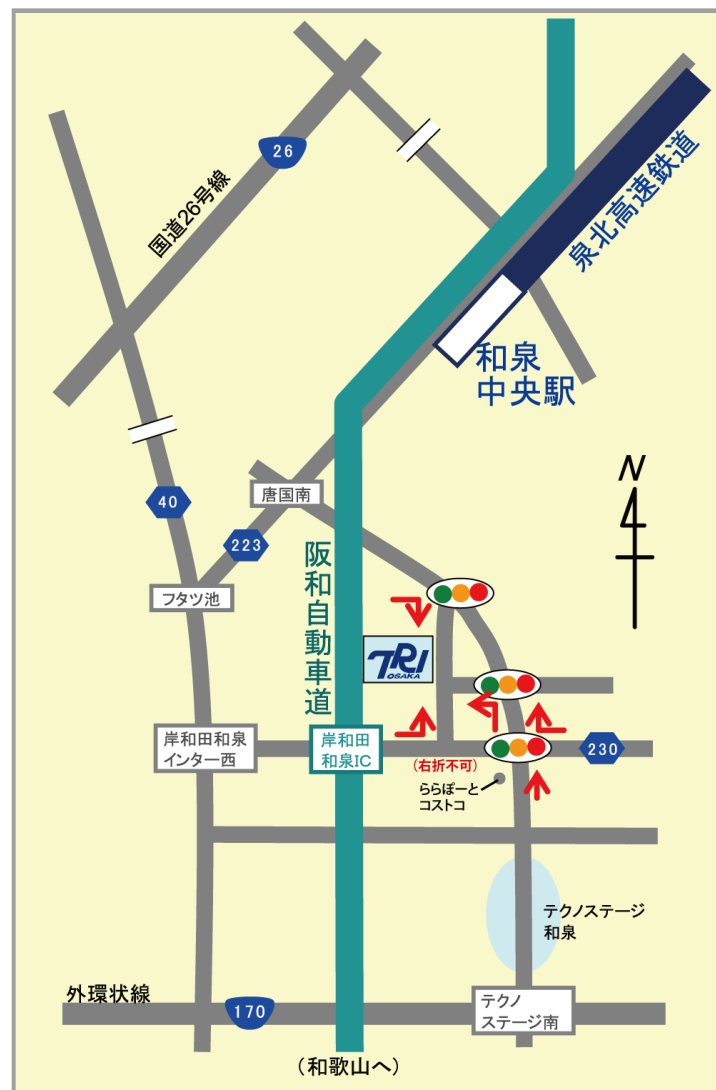 26
国道26号線
泉北高速鉄道
和泉
中央駅
N
唐国南
40
223
フタツ池
阪和自動車道
TRI
OSAKA
岸和田和泉
インター西
岸和田
和泉IC
(右折不可)
230
ららぽーと
コストコ
テクノステージ
和泉
外環状線
170
テクノ
ステージ南
(和歌山へ)